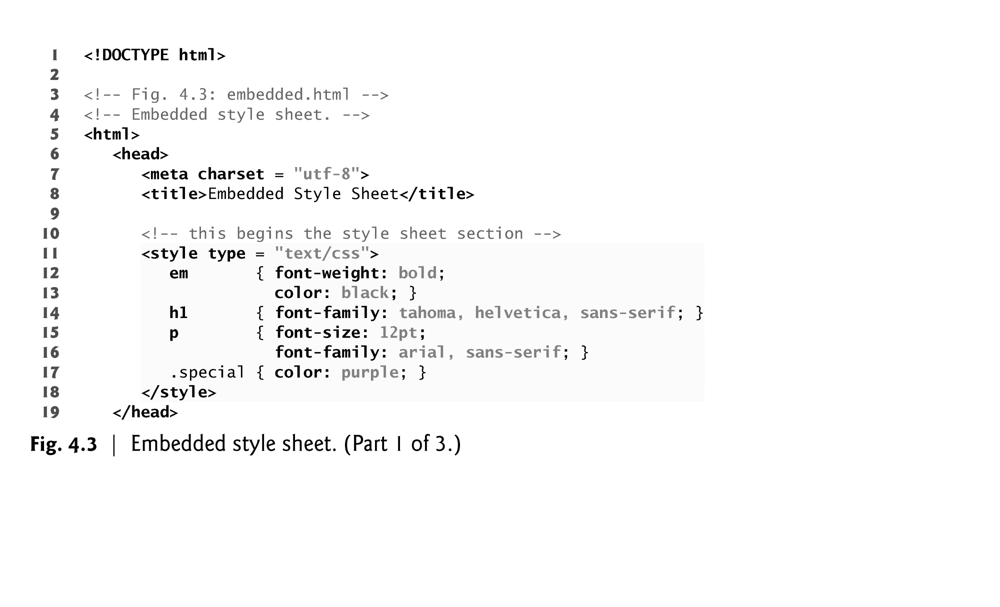 1 <!DOCTYPE html>
2
3 <!-- Fig. 4.3: embedded.html -->
4 <!-- Embedded style sheet. -->
5 <html>
6    <head>
7       <meta charset = "utf-8">
8       <title>Embedded Style Sheet</title>
9
10       <!-- this begins the style sheet section -->
11       <style type = "text/css">
12          em       { font-weight: bold;
13                     color: black; }
14          h1       { font-family: tahoma, helvetica, sans-serif; }
15          p        { font-size: 12pt;
16                     font-family: arial, sans-serif; }
17          .special { color: purple; }
18       </style>
19    </head>
Fig. 4.3 | Embedded style sheet. (Part 1 of 3.)